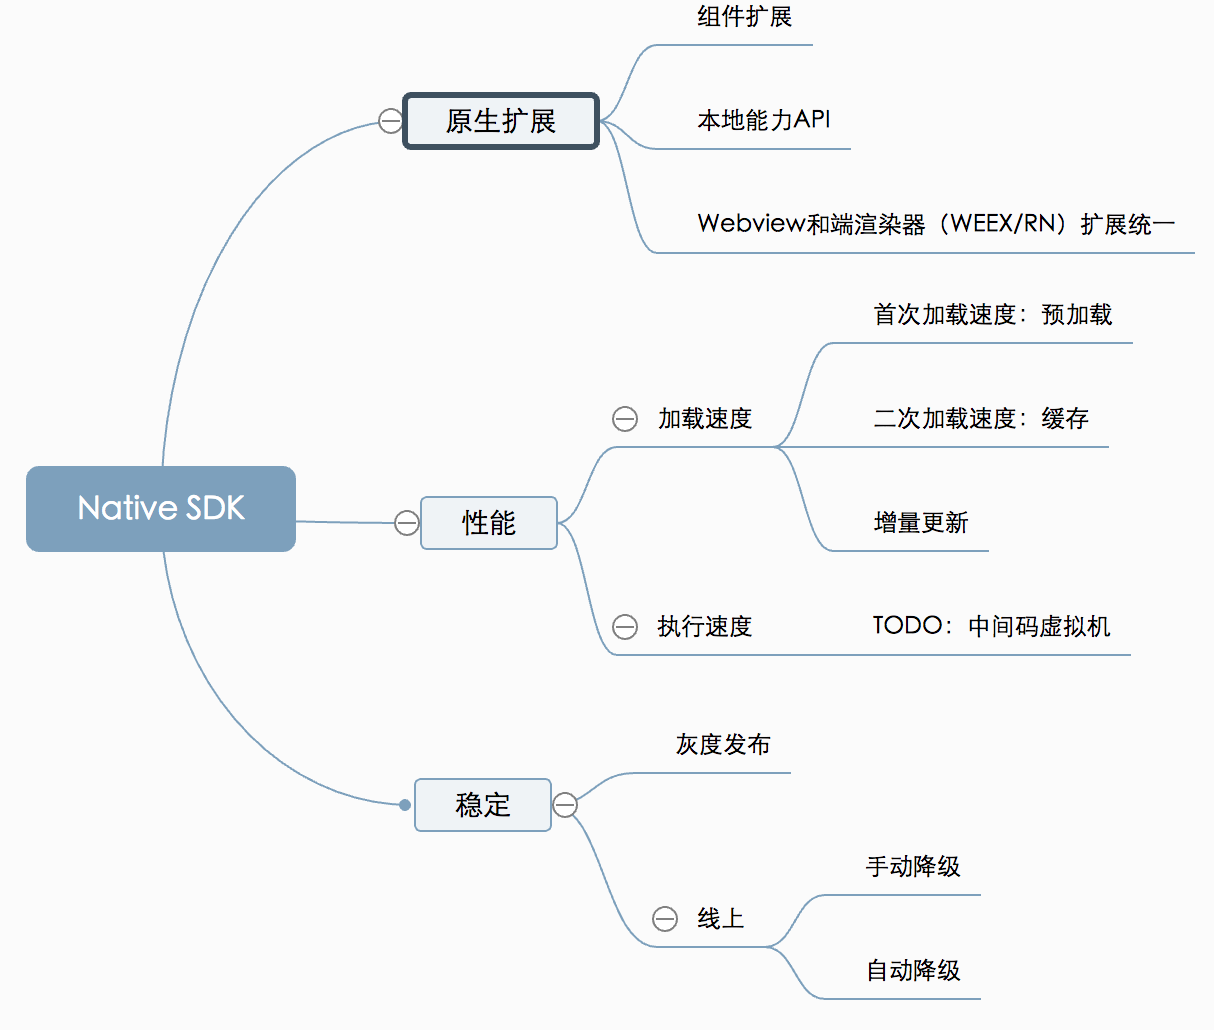 组件扩展
原生扩展
本地能力API
Webview和端渲染器（WEEX/RN）扩展统一
首次加载速度：预加载
加载速度
二次加载速度：缓存
Native SDK
性能
增量更新
执行速度
TODO：中间码虚拟机
灰度发布
稳定
手动降级
线上
自动降级